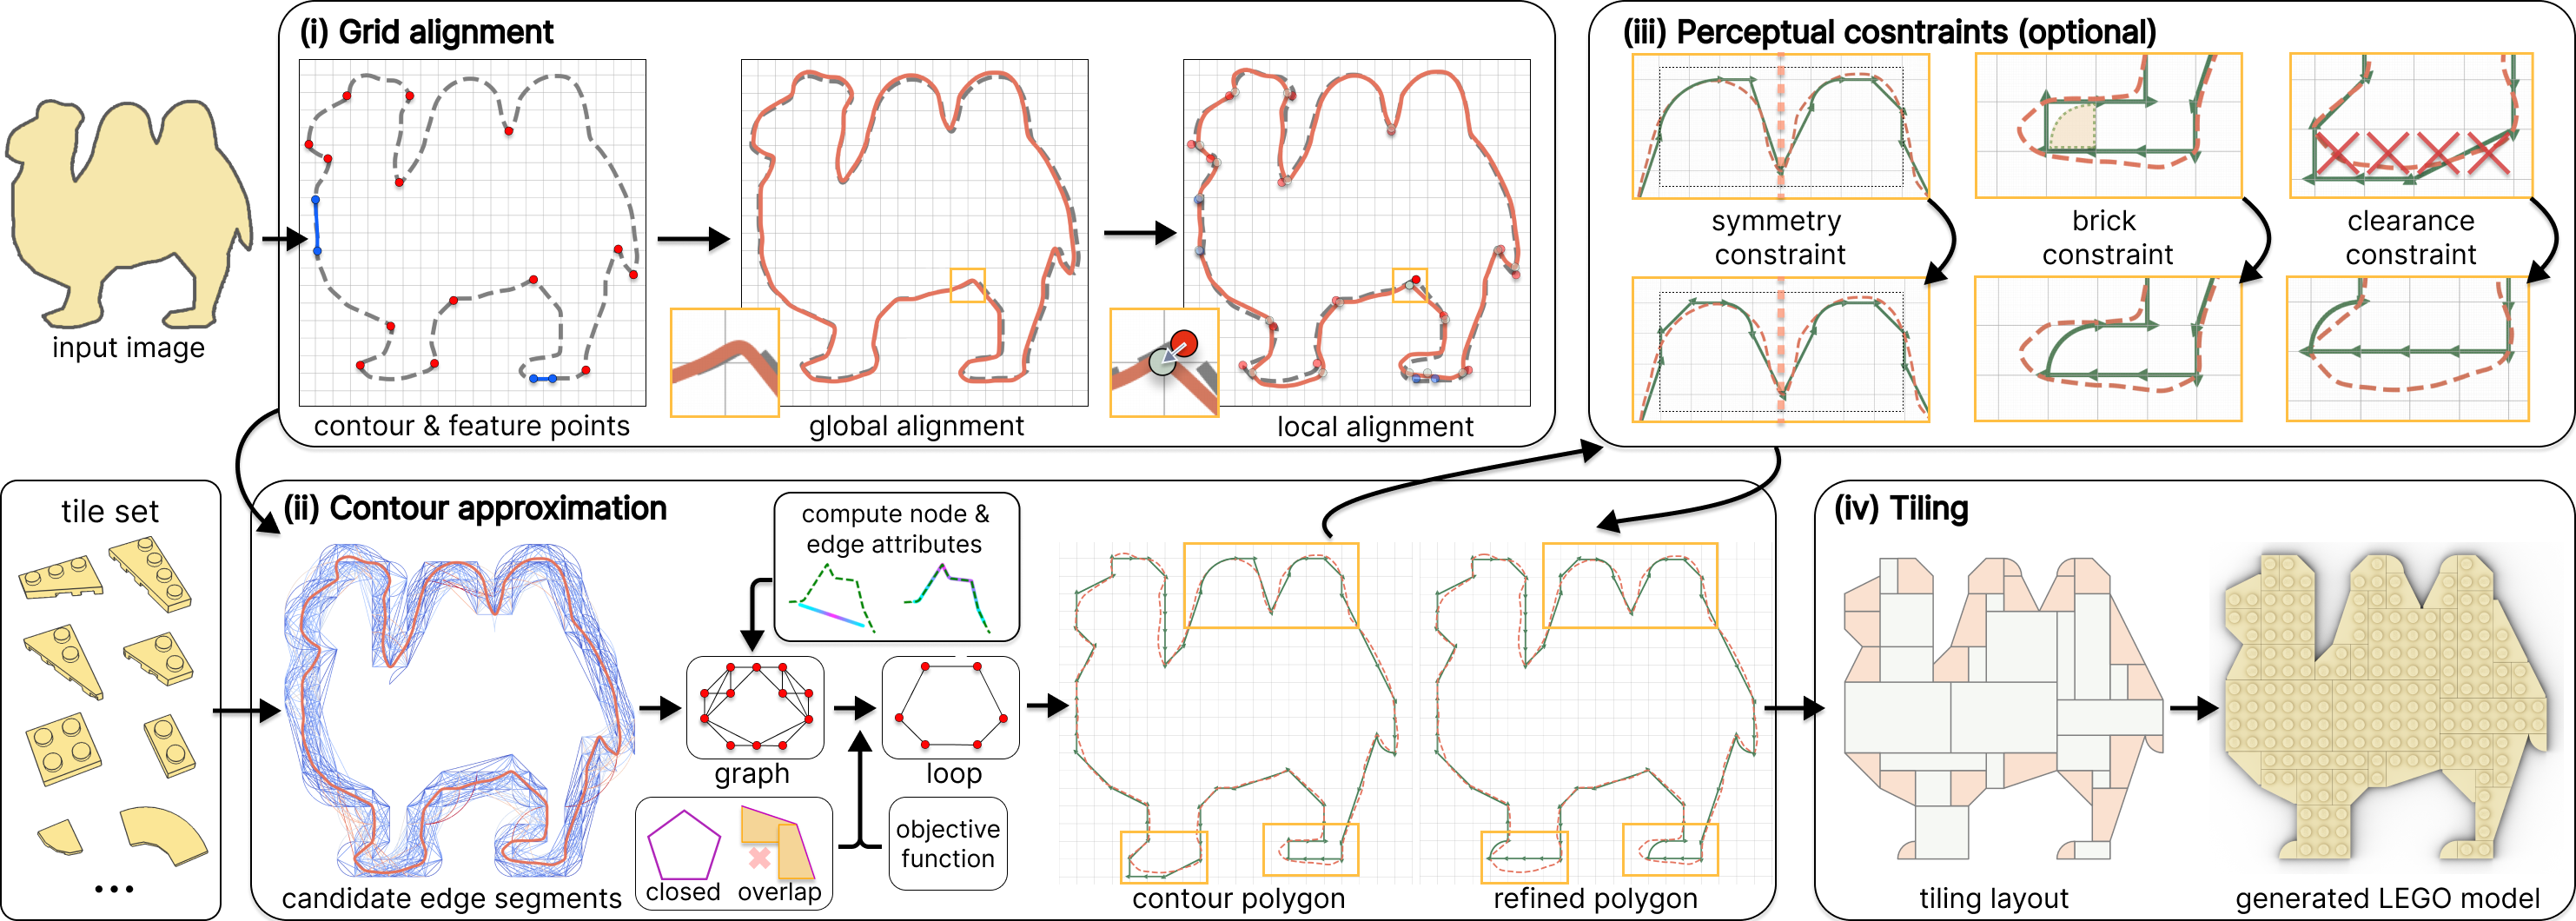 (i) Grid alignment
input image
contour & feature points
global alignment
local alignment
(iii) Perceptual cosntraints (optional)
symmetry
constraint
brick
constraint
clearance
constraint
tile set
...
(ii) Contour approximation
candidate edge segments
compute node &
edge attributes
graph
loop
closed
overlap
objective
function
contour polygon
refined polygon
(iv) Tiling
tiling layout
generated LEGO model